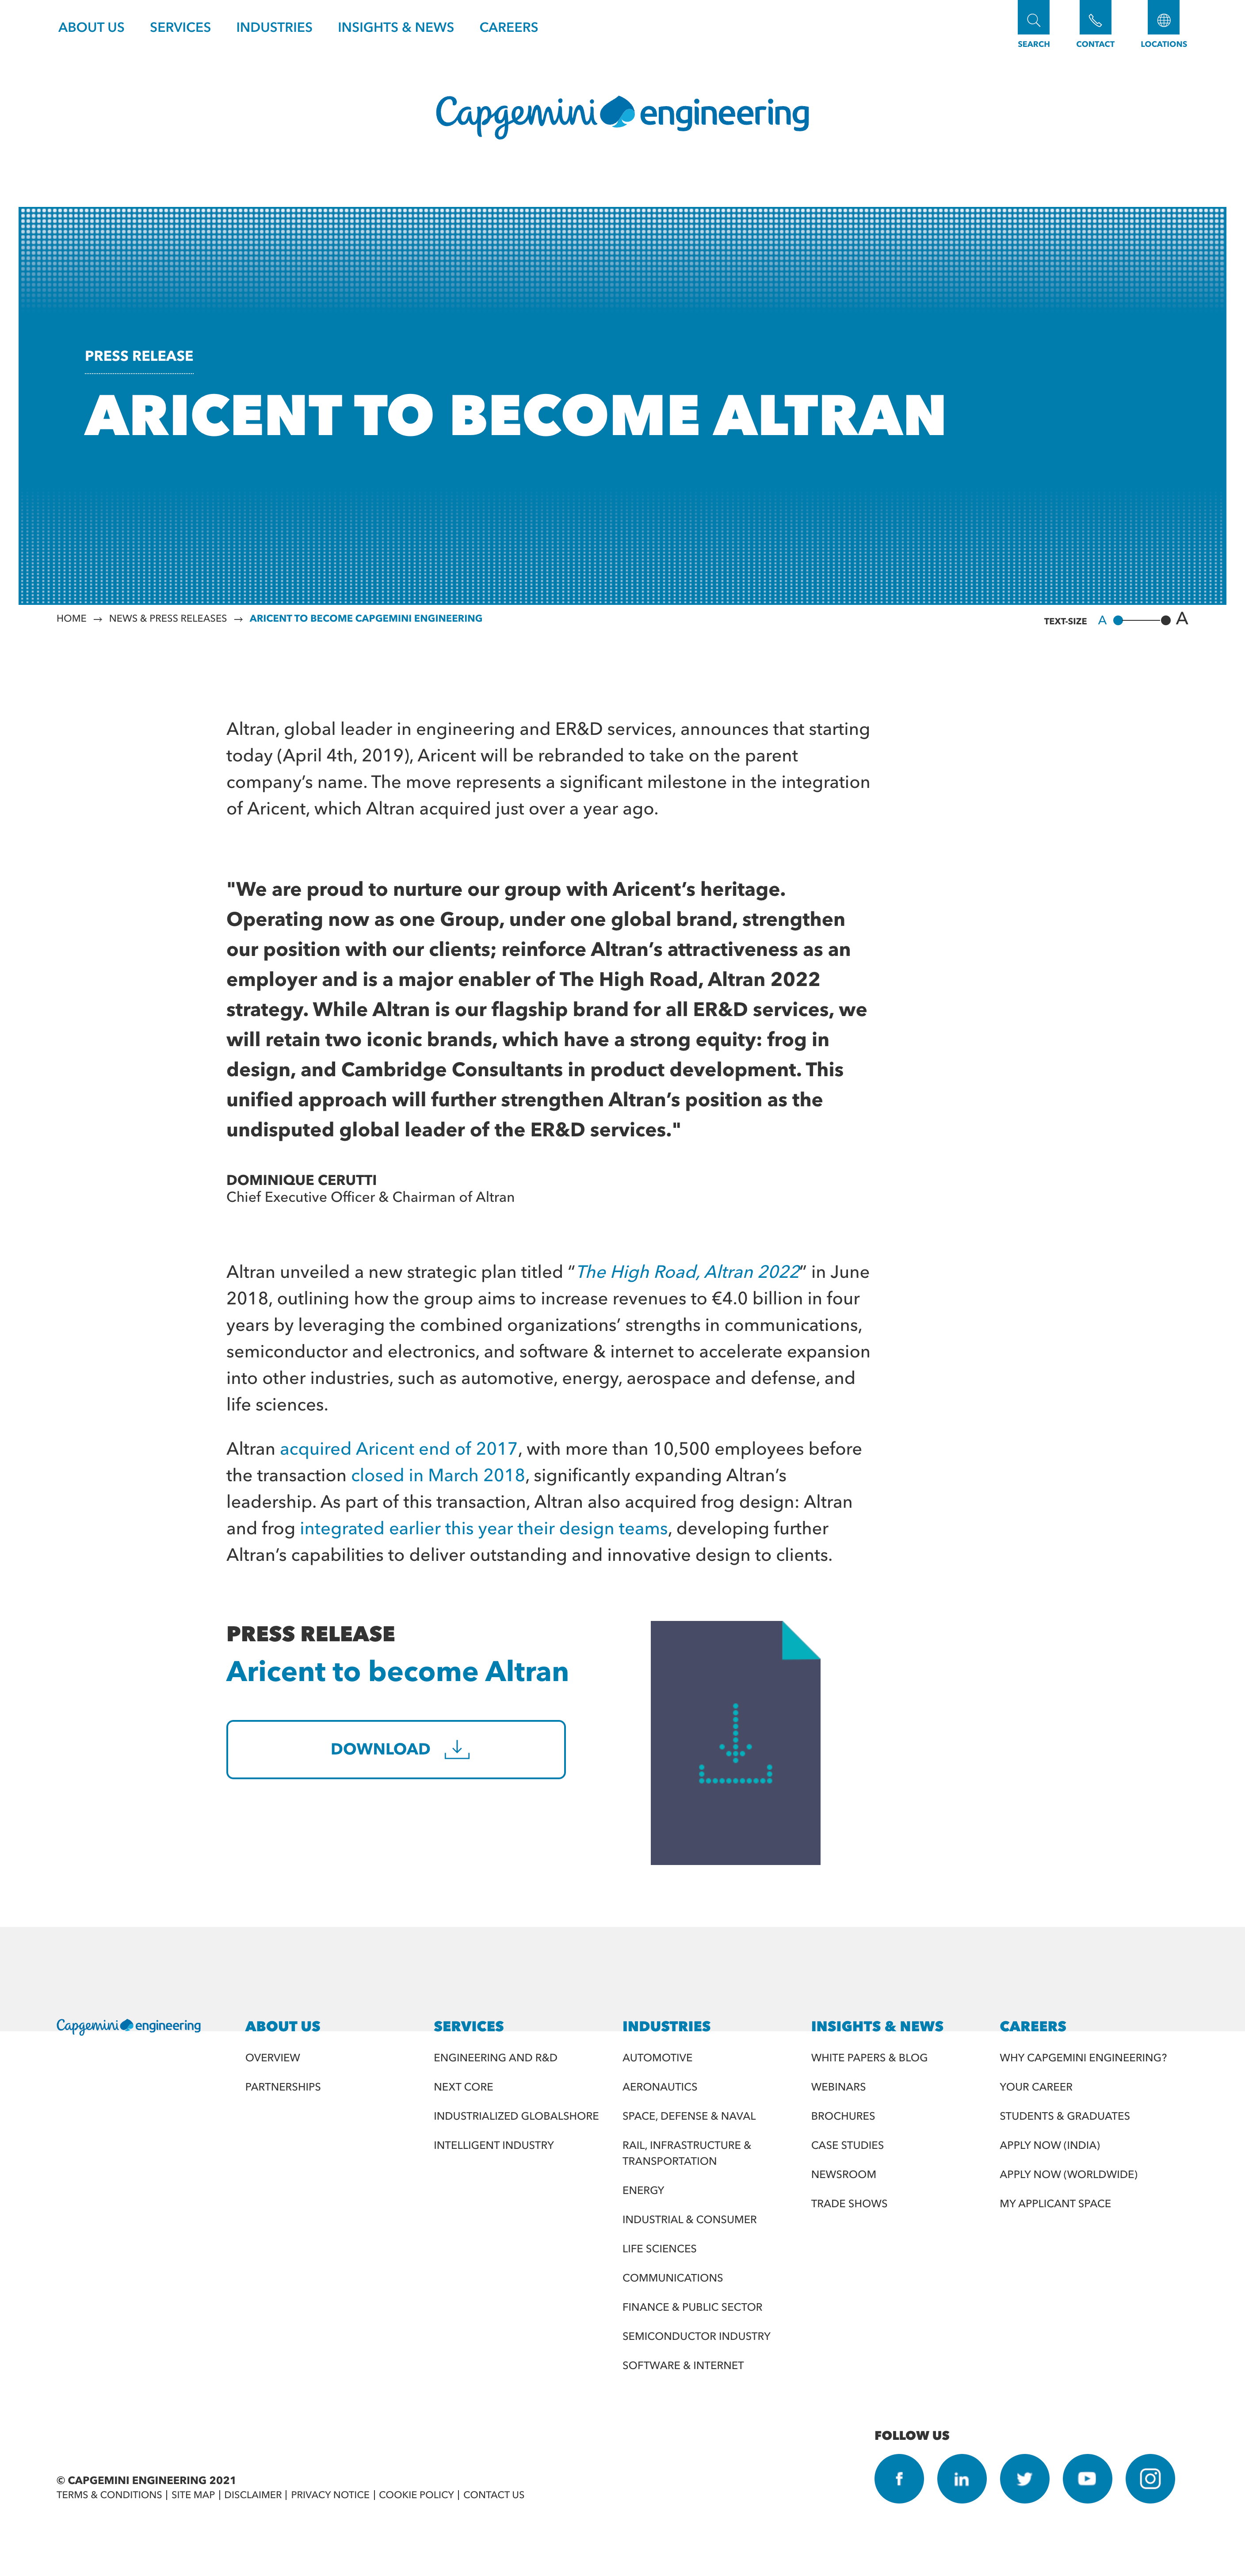 ABOUT US SERVICES INDUSTRIES INSIGHTS & NEWS CAREERS
SEARCH CONTACT LOCATIONS
Capgemini engineering
PRESS RELEASE
ARICENT TO BECOME ALTRAN
HOME → NEWS & PRESS RELEASES → ARICENT TO BECOME CAPGEMINI ENGINEERING
TEXT-SIZE A A
Altran, global leader in engineering and ER&D services, announces that starting
today (April 4th, 2019), Aricent will be rebranded to take on the parent
company’s name. The move represents a significant milestone in the integration
of Aricent, which Altran acquired just over a year ago.
"We are proud to nurture our group with Aricent’s heritage.
Operating now as one Group, under one global brand, strengthen
our position with our clients; reinforce Altran’s attractiveness as an
employer and is a major enabler of The High Road, Altran 2022
strategy. While Altran is our flagship brand for all ER&D services, we
will retain two iconic brands, which have a strong equity: frog in
design, and Cambridge Consultants in product development. This
unified approach will further strengthen Altran’s position as the
undisputed global leader of the ER&D services."
DOMINIQUE CERUTTI
Chief Executive Officer & Chairman of Altran
Altran unveiled a new strategic plan titled “The High Road, Altran 2022” in June
2018, outlining how the group aims to increase revenues to €4.0 billion in four
years by leveraging the combined organizations’ strengths in communications,
semiconductor and electronics, and software & internet to accelerate expansion
into other industries, such as automotive, energy, aerospace and defense, and
life sciences.
Altran acquired Aricent end of 2017, with more than 10,500 employees before
the transaction closed in March 2018, significantly expanding Altran’s
leadership. As part of this transaction, Altran also acquired frog design: Altran
and frog integrated earlier this year their design teams, developing further
Altran’s capabilities to deliver outstanding and innovative design to clients.
PRESS RELEASE
Aricent to become Altran
DOWNLOAD
Capgemini engineering
ABOUT US
OVERVIEW
PARTNERSHIPS
SERVICES
ENGINEERING AND R&D
NEXT CORE
INDUSTRIALIZED GLOBALSHORE
INTELLIGENT INDUSTRY
INDUSTRIES
AUTOMOTIVE
AERONAUTICS
SPACE, DEFENSE & NAVAL
RAIL, INFRASTRUCTURE &
TRANSPORTATION
ENERGY
INDUSTRIAL & CONSUMER
LIFE SCIENCES
COMMUNICATIONS
FINANCE & PUBLIC SECTOR
SEMICONDUCTOR INDUSTRY
SOFTWARE & INTERNET
INSIGHTS & NEWS
WHITE PAPERS & BLOG
WEBINARS
BROCHURES
CASE STUDIES
NEWSROOM
TRADE SHOWS
CAREERS
WHY CAPGEMINI ENGINEERING?
YOUR CAREER
STUDENTS & GRADUATES
APPLY NOW (INDIA)
APPLY NOW (WORLDWIDE)
MY APPLICANT SPACE
FOLLOW US
© CAPGEMINI ENGINEERING 2021
TERMS & CONDITIONS | SITE MAP | DISCLAIMER | PRIVACY NOTICE | COOKIE POLICY | CONTACT US